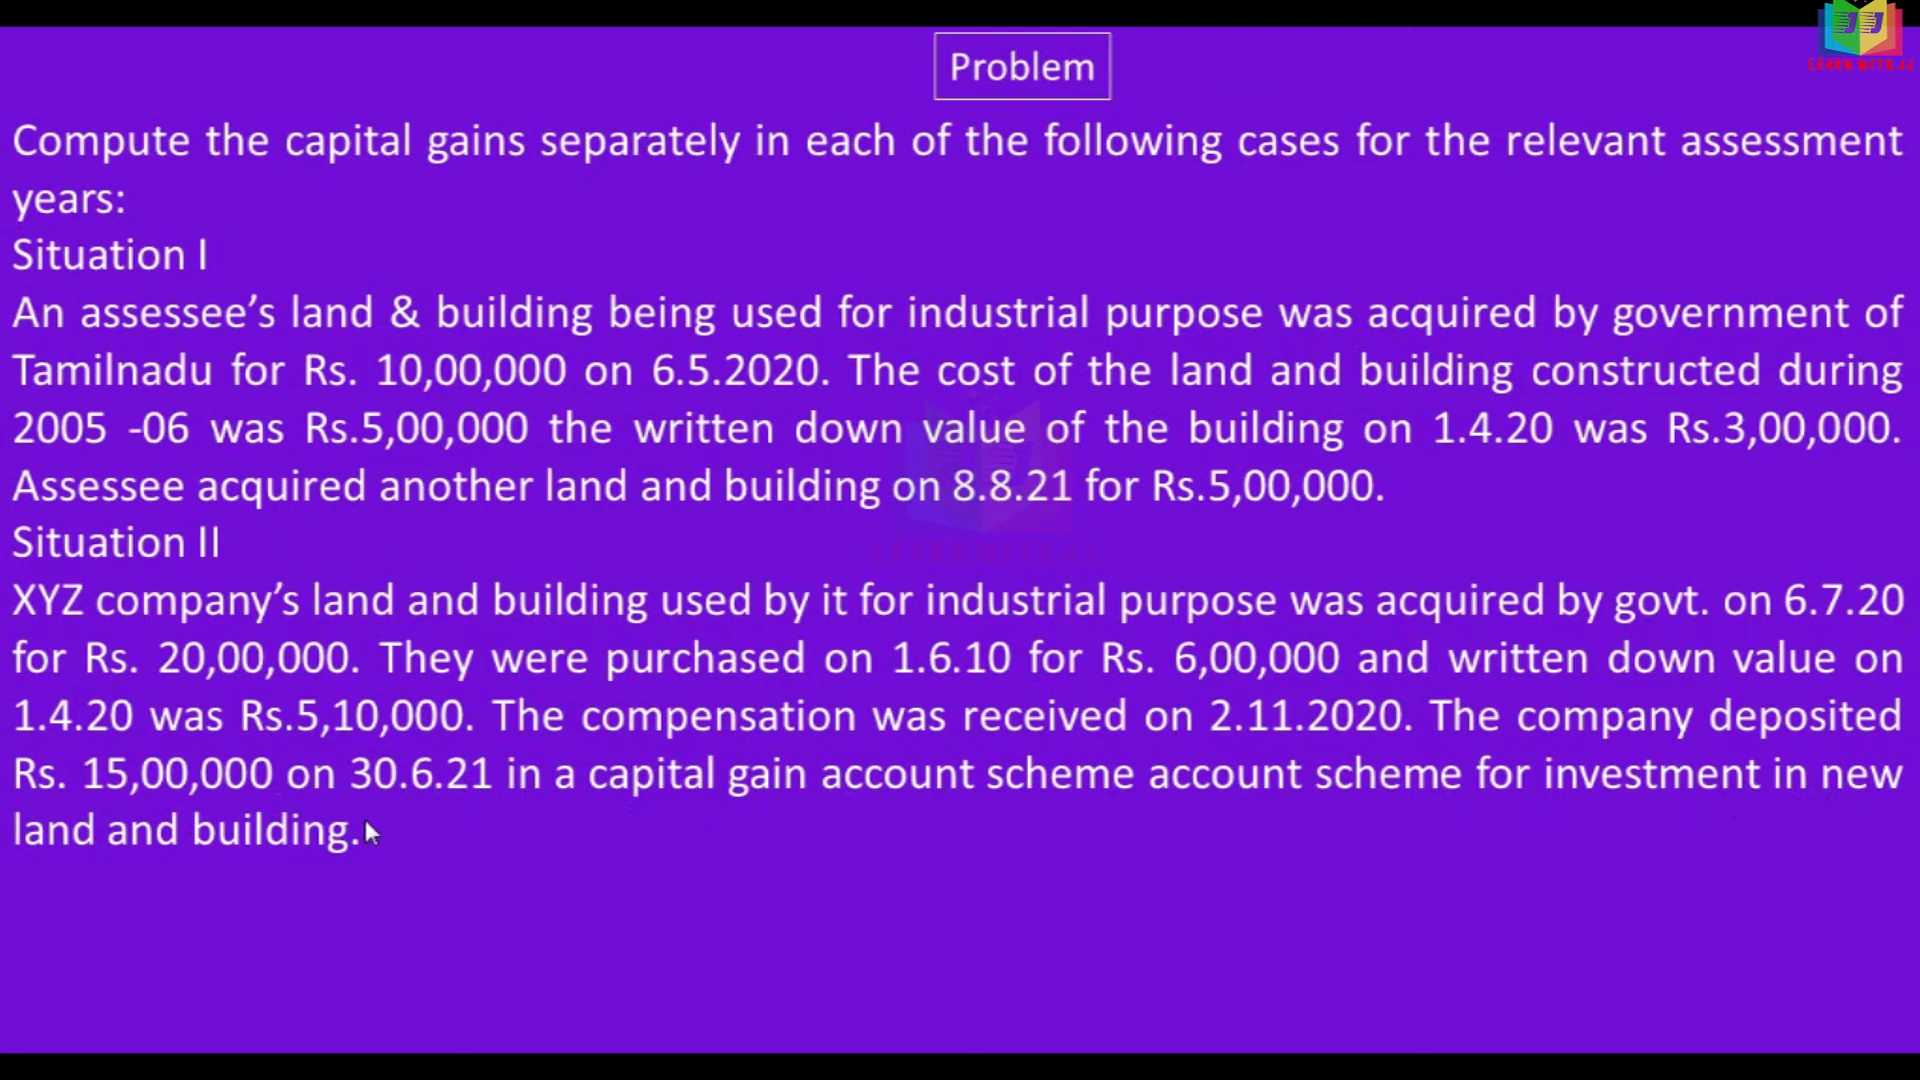 Problem
Compute the capital gains separately in each of the following cases for the relevant assessment
years:
Situation I
An assessee’s land & building being used for industrial purpose was acquired by government of
Tamilnadu for Rs. 10,00,000 on 6.5.2020. The cost of the land and building constructed during
2005 -06 was Rs.5,00,000 the written down value of the building on 1.4.20 was Rs.3,00,000.
Assessee acquired another land and building on 8.8.21 for Rs.5,00,000.
Situation II
XYZ company’s land and building used by it for industrial purpose was acquired by govt. on 6.7.20
for Rs. 20,00,000. They were purchased on 1.6.10 for Rs. 6,00,000 and written down value on
1.4.20 was Rs.5,10,000. The compensation was received on 2.11.2020. The company deposited
Rs. 15,00,000 on 30.6.21 in a capital gain account scheme account scheme for investment in new
land and building.
JJ
LEARN WITH JJ